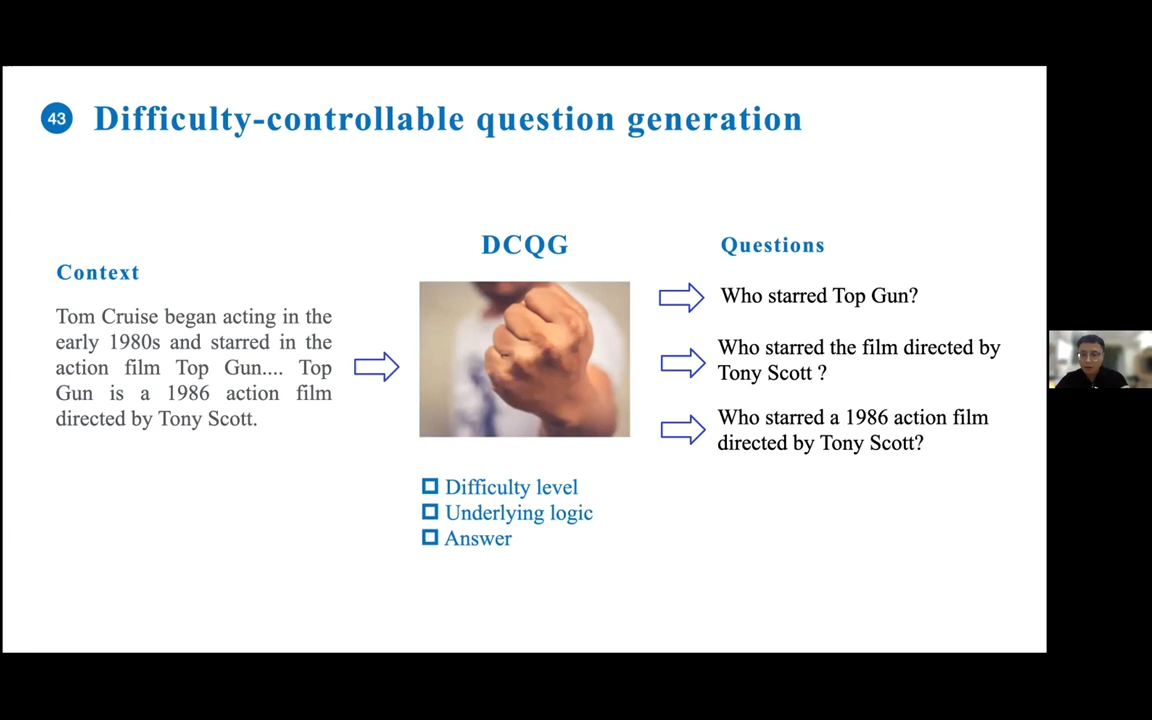 43 Difficulty-controllable question generation
Context
Tom Cruise began acting in the
early 1980s and starred in the
action film Top Gun.... Top
Gun is a 1986 action film
directed by Tony Scott.
DCQG
Difficulty level
Underlying logic
Answer
Questions
Who starred Top Gun?
Who starred the film directed by
Tony Scott ?
Who starred a 1986 action film
directed by Tony Scott?